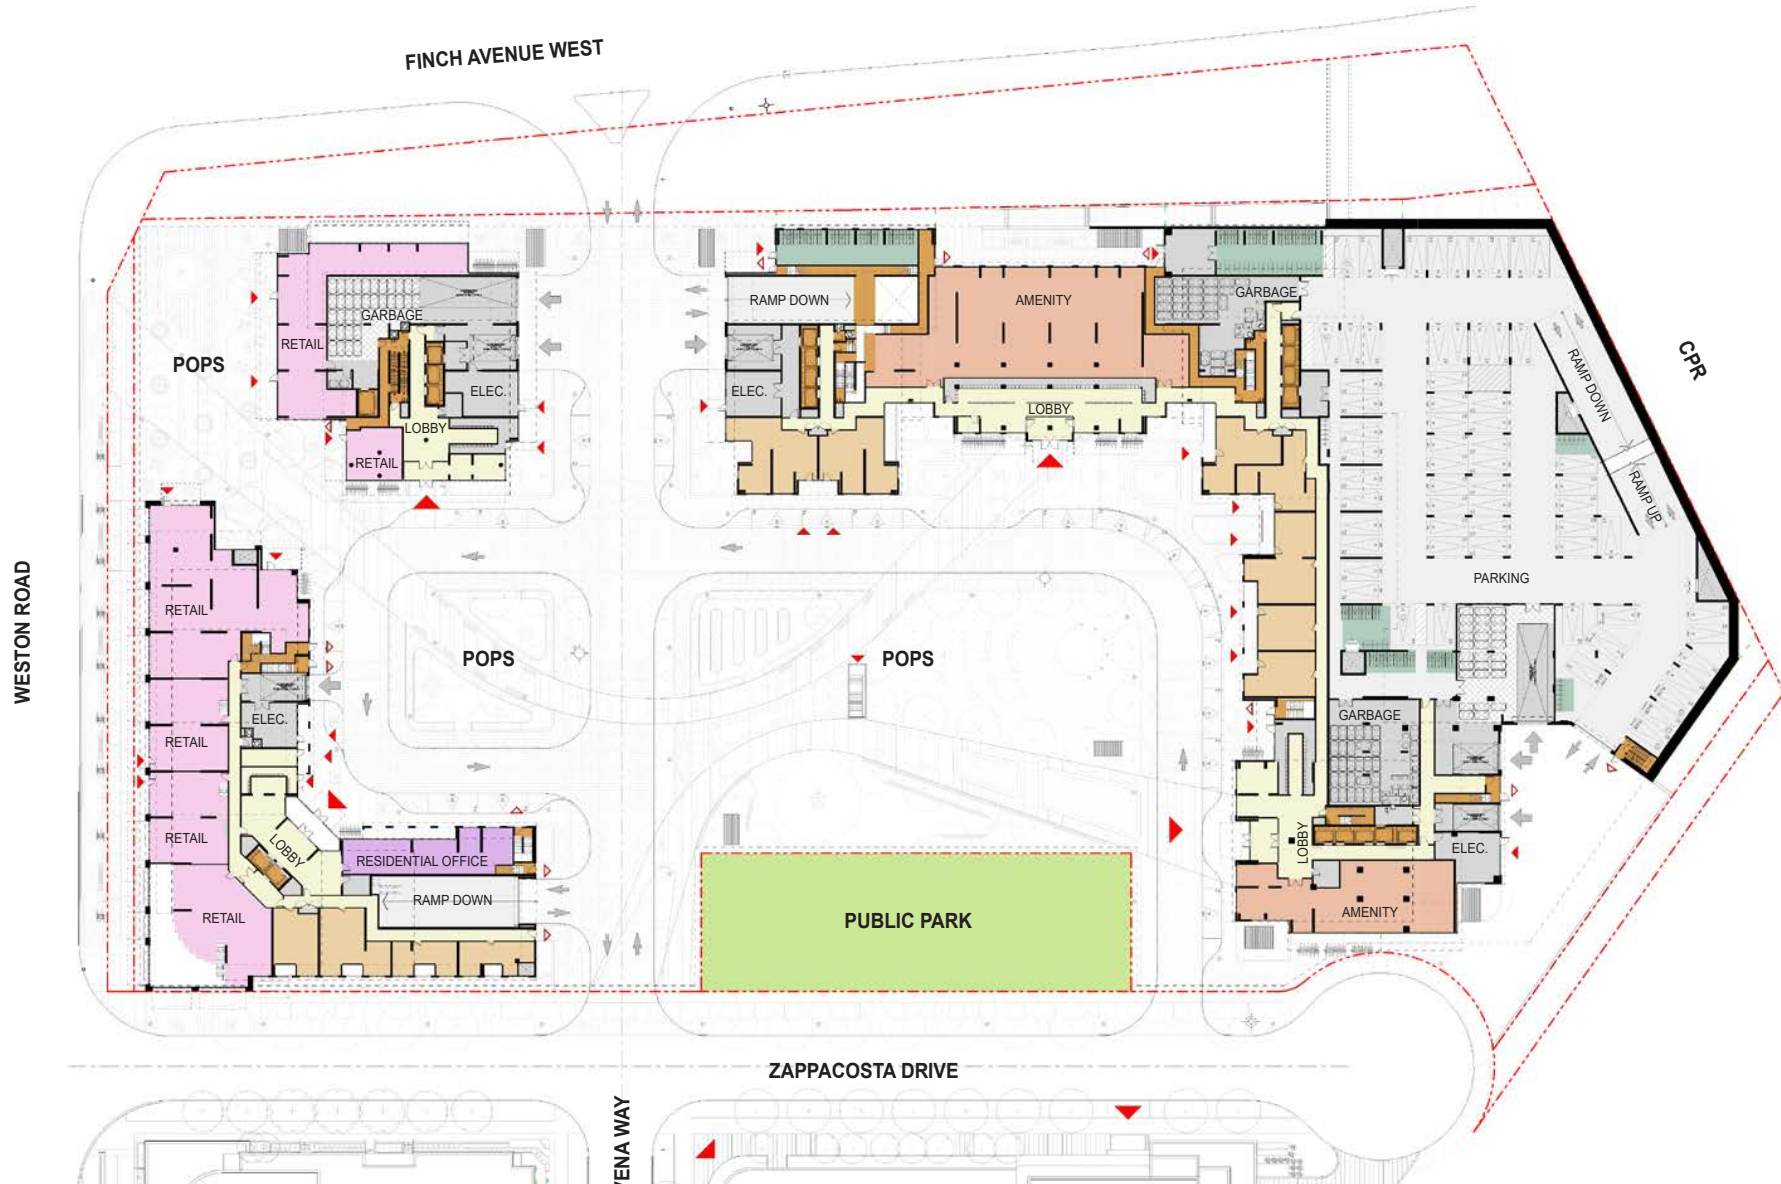 FINCH AVENUE WEST
RAMP DOWN
AMENITY
GARBAGE
GARBAGE
RETAIL
POPS
CPR
RAMP DOWN
ELEC.
ELEC.
LOBBY
LOBBY
RETAIL
RAMP UP
PARKING
WESTON ROAD
RETAIL
POPS
POPS
ELEC.
GARBAGE
RETAIL
RETAIL
LOBBY
RESIDENTIAL OFFICE
LOBBY
ELEC.
RAMP DOWN
RETAIL
PUBLIC PARK
AMENITY
ZAPPACOSTA DRIVE
VENA WAY